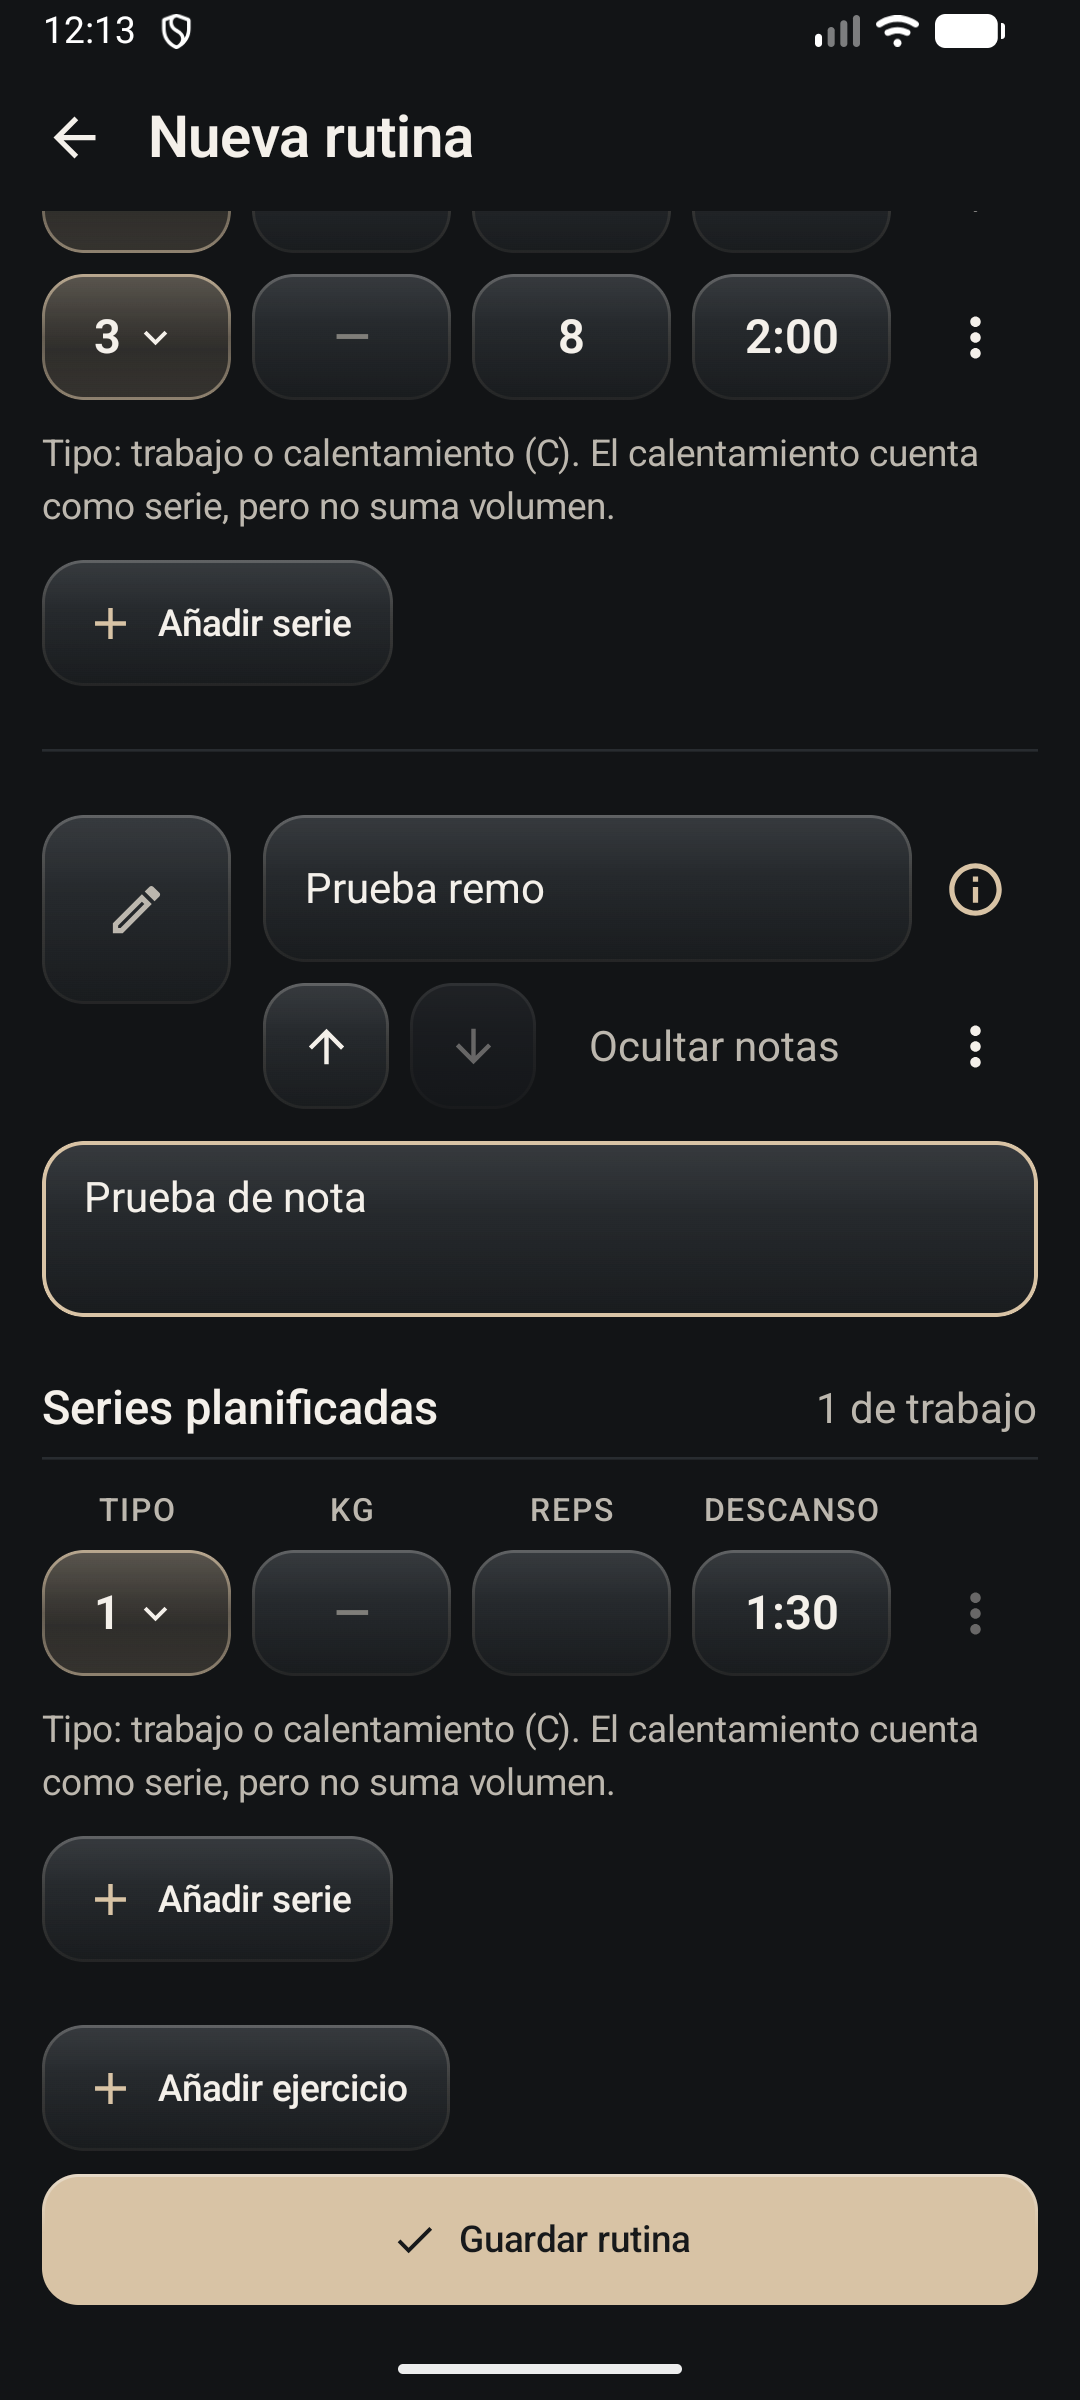 12:13
Nueva rutina
3 — 8 2:00
Tipo: trabajo o calentamiento (C). El calentamiento cuenta
como serie, pero no suma volumen.
+ Añadir serie
Prueba remo
Ocultar notas
Prueba de nota
Series planificadas 1 de trabajo
TIPO KG REPS DESCANSO
1 — 1:30
Tipo: trabajo o calentamiento (C). El calentamiento cuenta
como serie, pero no suma volumen.
+ Añadir serie
+ Añadir ejercicio
Guardar rutina